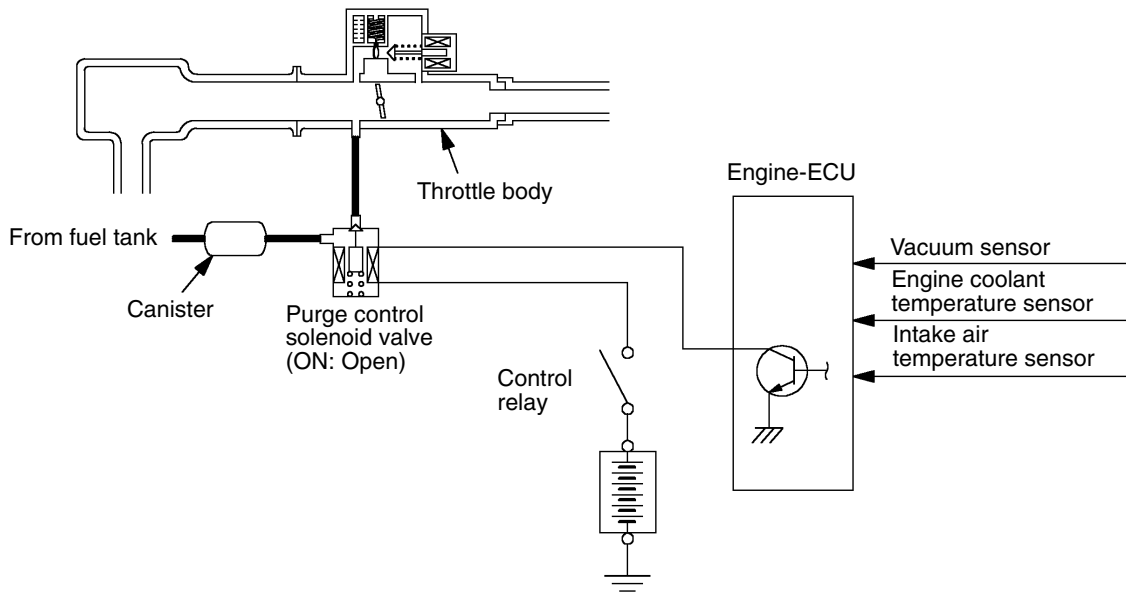 Throttle body
Engine-ECU
From fuel tank
Canister
Purge control
solenoid valve
(ON: Open)
Control
relay
Vacuum sensor
Engine coolant
temperature sensor
Intake air
temperature sensor